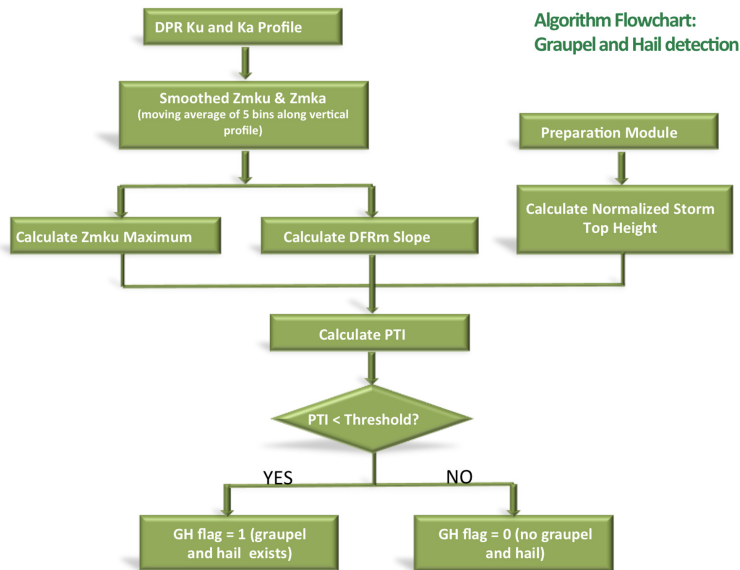 Algorithm Flowchart:
Graupel and Hail detection
DPR Ku and Ka Profile
Smoothed Zmku & Zmka
(moving average of 5 bins along vertical
profile)
Preparation Module
Calculate Zmku Maximum
Calculate DFRm Slope
Calculate Normalized Storm
Top Height
Calculate PTI
PTI < Threshold?
YES
NO
GH flag = 1 (graupel
and hail exists)
GH flag = 0 (no graupel
and hail)